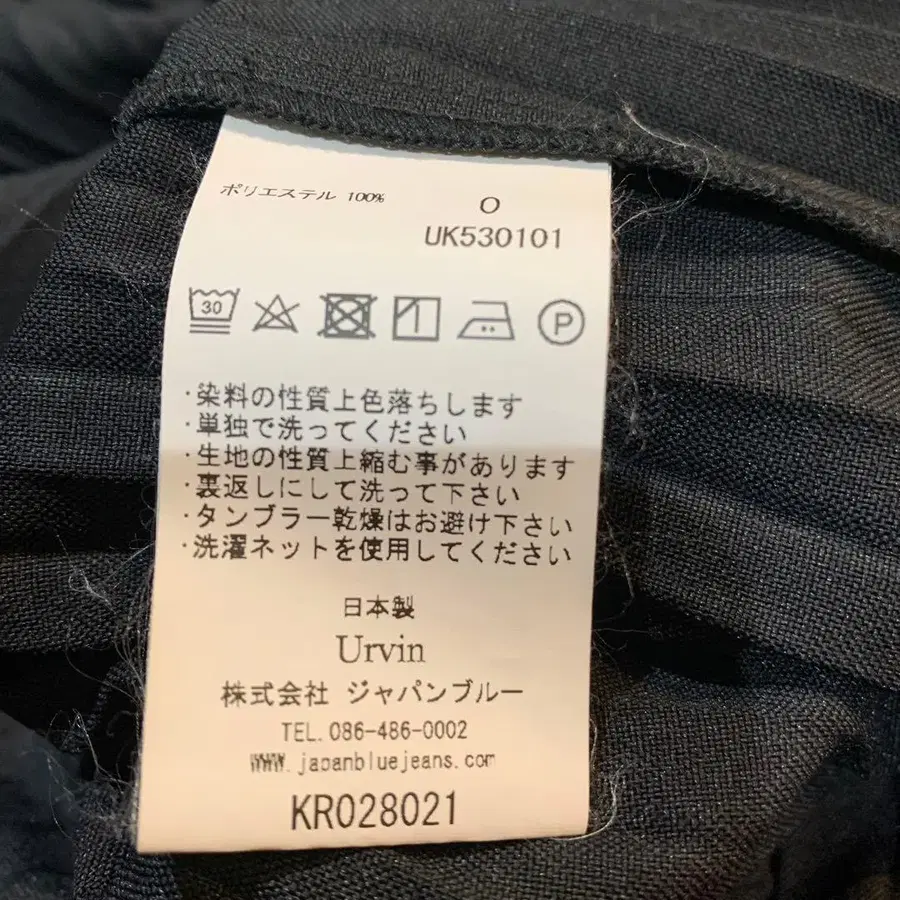 ポリエステル 100%
O
UK530101
30
P
・染料の性質上色落ちします
・単独で洗ってください
・生地の性質上縮む事があります
・裏返しにして洗って下さい
・タンブラー乾燥はお避け下さい
・洗濯ネットを使用してください
日本製
Urvin
株式会社 ジャパンブルー
TEL. 086-486-0002
WWW.japanbluejeans.com
KR028021